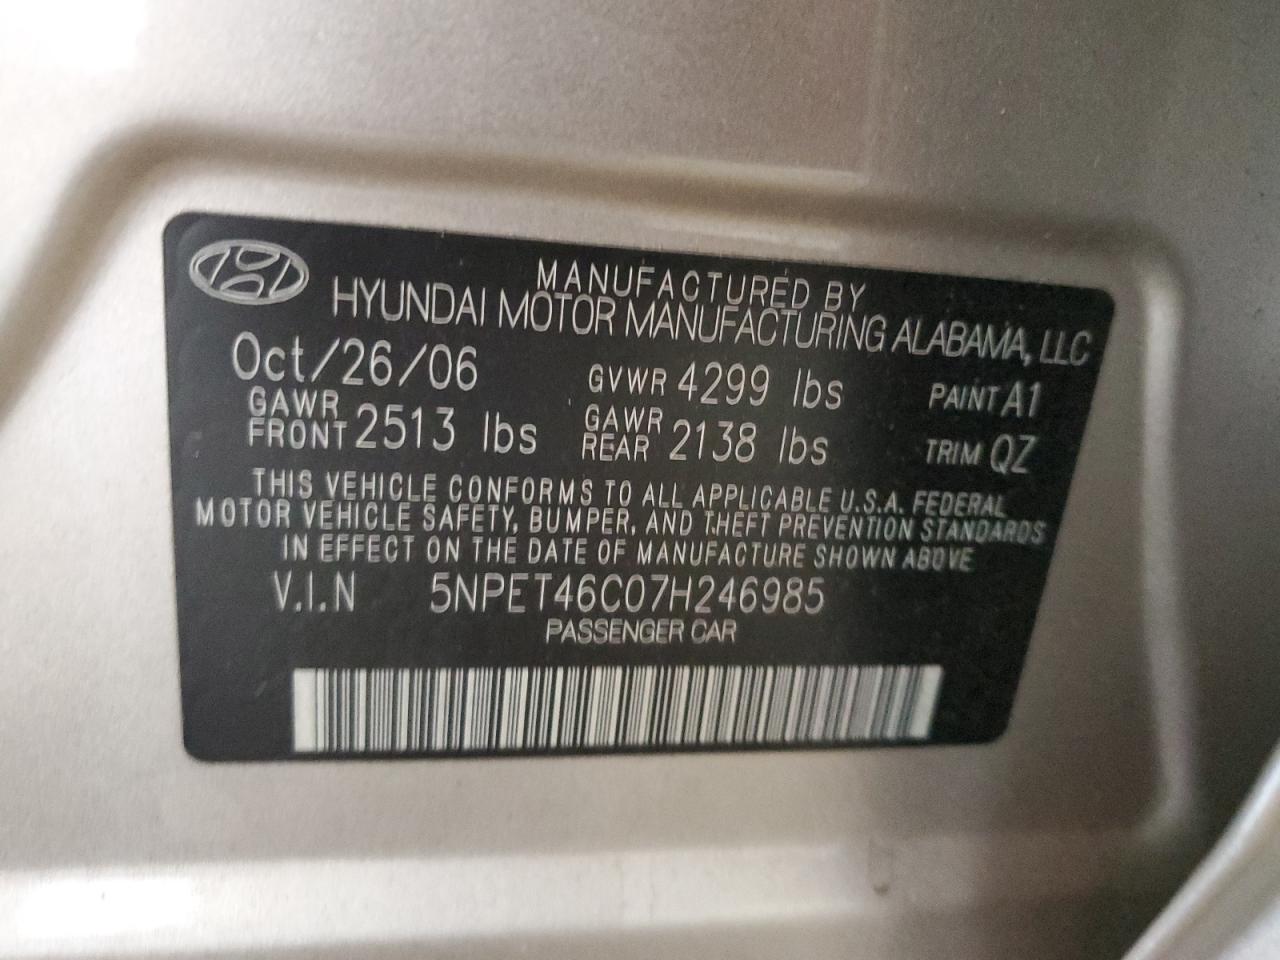 MANUFACTURED BY
HYUNDAI MOTOR MANUFACTURING ALABAMA, LLC
Oct/26/06 GVWR 4299 lbs PAINT A1
GAWR FRONT 2513 lbs GAWR REAR 2138 lbs TRIM QZ
THIS VEHICLE CONFORMS TO ALL APPLICABLE U.S.A. FEDERAL
MOTOR VEHICLE SAFETY, BUMPER, AND THEFT PREVENTION STANDARDS
IN EFFECT ON THE DATE OF MANUFACTURE SHOWN ABOVE
V.I.N 5NPET46C07H246985
PASSENGER CAR